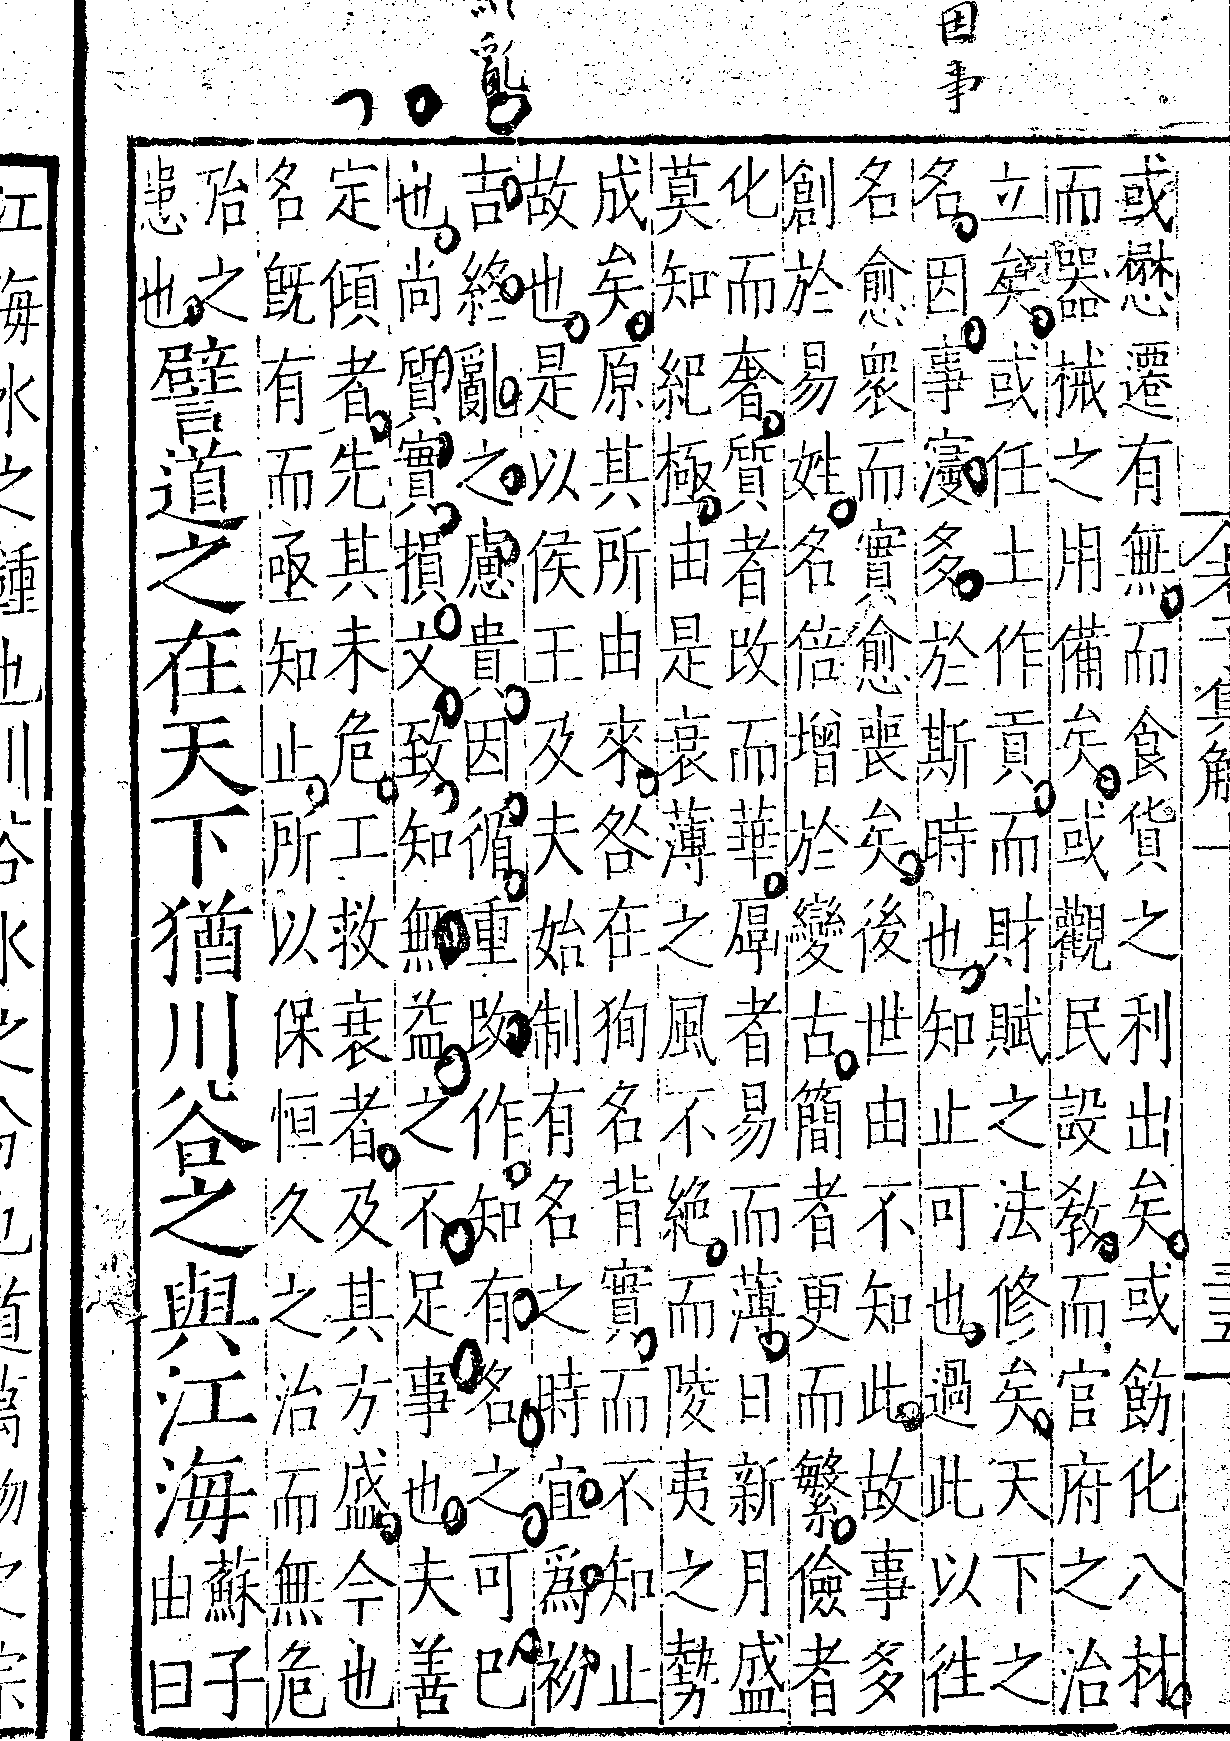 因事
亂
老子集解一 三五
或懋遷有無而食貨之利出矣或飭化八材
而器械之用備矣或觀民設教而官府之治
立矣或任土作貢而財賦之法修矣天下之
名因事寖多於斯時也知止可也過此以往
名愈衆而實愈喪矣後世由不知此故事多
創於易姓名倍增於變古簡者更而繁儉者
化而奢質者改而華厚者易而薄日新月盛
莫知紀極由是衰薄之風不絶而陵夷之勢
成矣原其所由來咎在狥名背實而不知止
故也是以侯王及夫始制有名之時宜爲初
吉終亂之慮貴因循重改作知有名之可已
也尚質實損文致知無益之不足事也夫善
定傾者先其未危工救衰者及其方盛今也
名既有而亟知止所以保恒久之治而無危
殆之
患也
譬道之在天下猶川谷之與江海
蘇子
由曰
江海水之鍾也川谷水之分也道萬物之宗